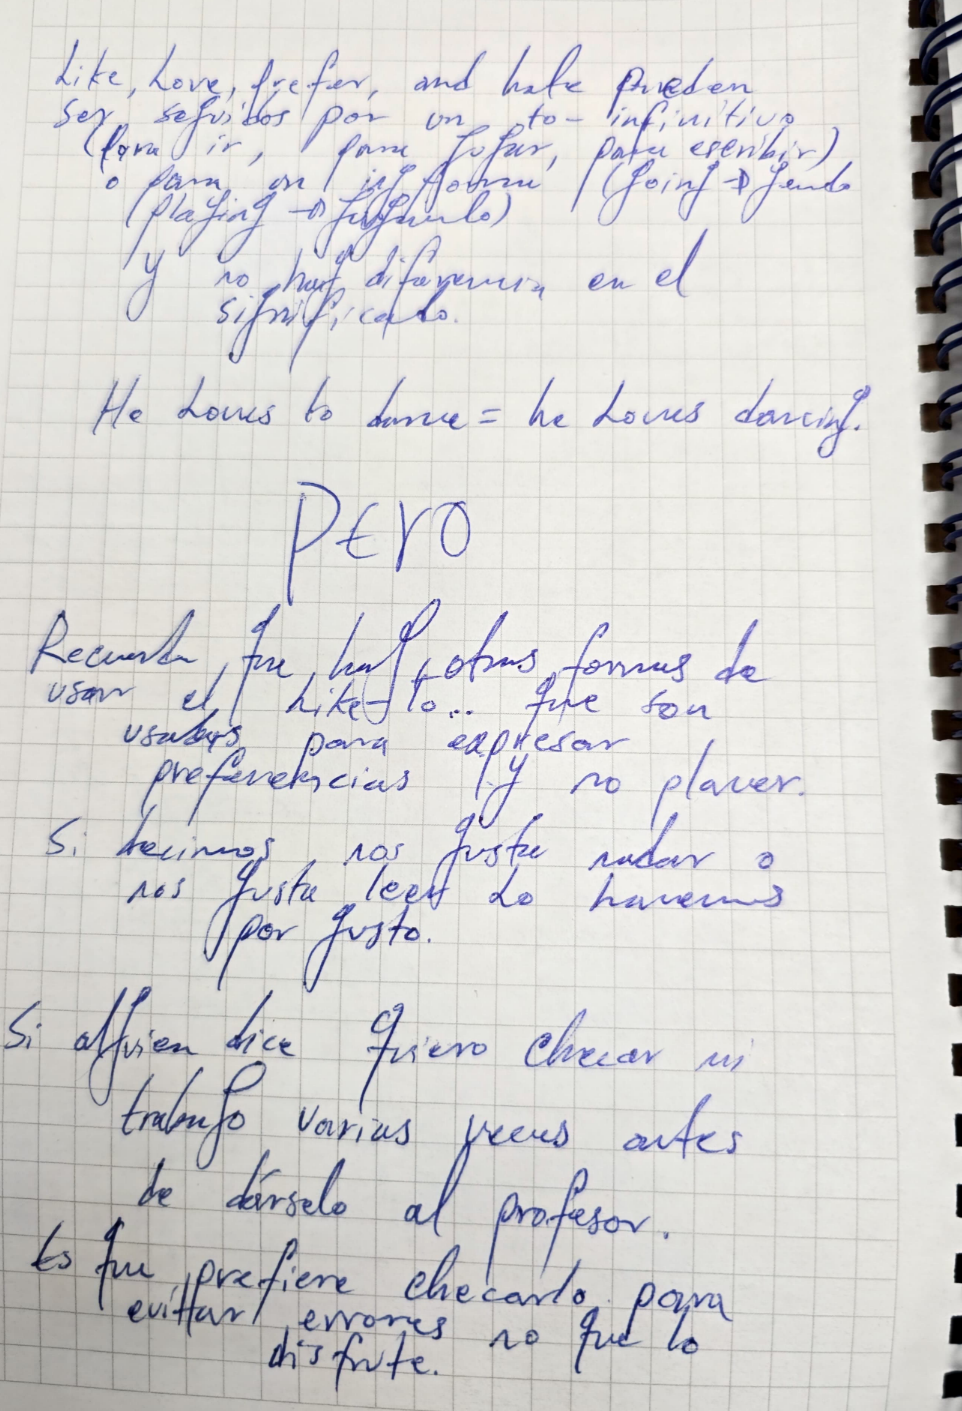 Like, Love, prefer, and hate pueden
ser seguidos por un to-infinitivo
(para ir, para jugar, para escribir)
o para un ing forma (going → yendo
(playing → jugando)
y no hay diferencia en el
significado.
He Loves to dance = he Loves dancing.
PERO
Recuerda que hay otras formas de
usar el Like-to.. que son
usadas para expresar
preferencias y no placer.
Si decimos nos gusta nadar o
nos gusta leer Lo hacemos
por gusto.
Si alguien dice quiero checar mi
trabajo varias veces antes
de dárselo al profesor.
Es que prefiere checarlo para
evittar errores no que lo
disfrute.